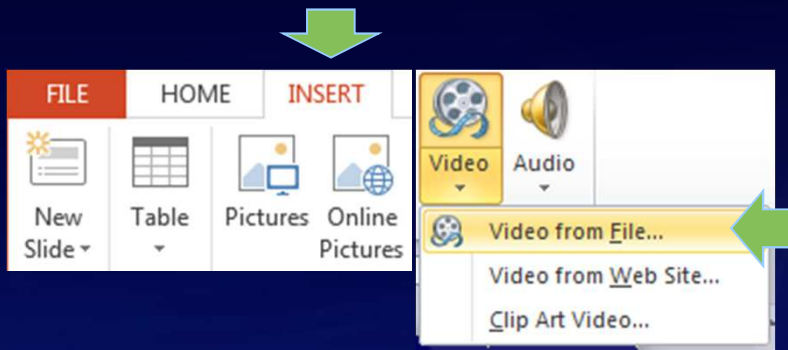 FILE HOME INSERT
New Slide
Table
Pictures
Online Pictures
Video
Audio
Video from File...
Video from Web Site...
Clip Art Video...